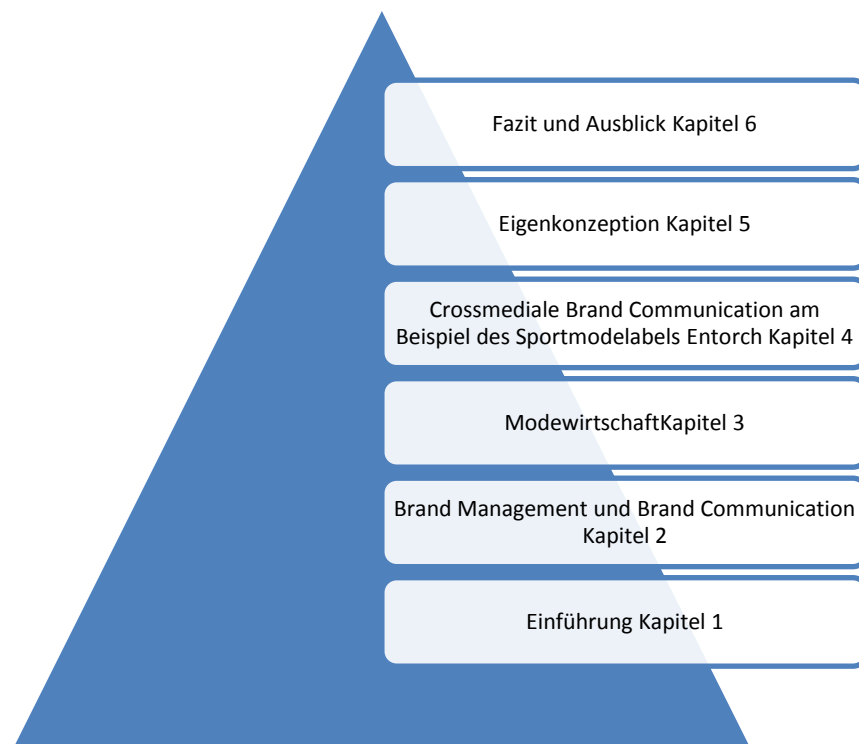 Fazit und Ausblick Kapitel 6
Eigenkonzeption Kapitel 5
Crossmediale Brand Communication am
Beispiel des Sportmodelabels Entorch Kapitel 4
ModewirtschaftKapitel 3
Brand Management und Brand Communication
Kapitel 2
Einführung Kapitel 1